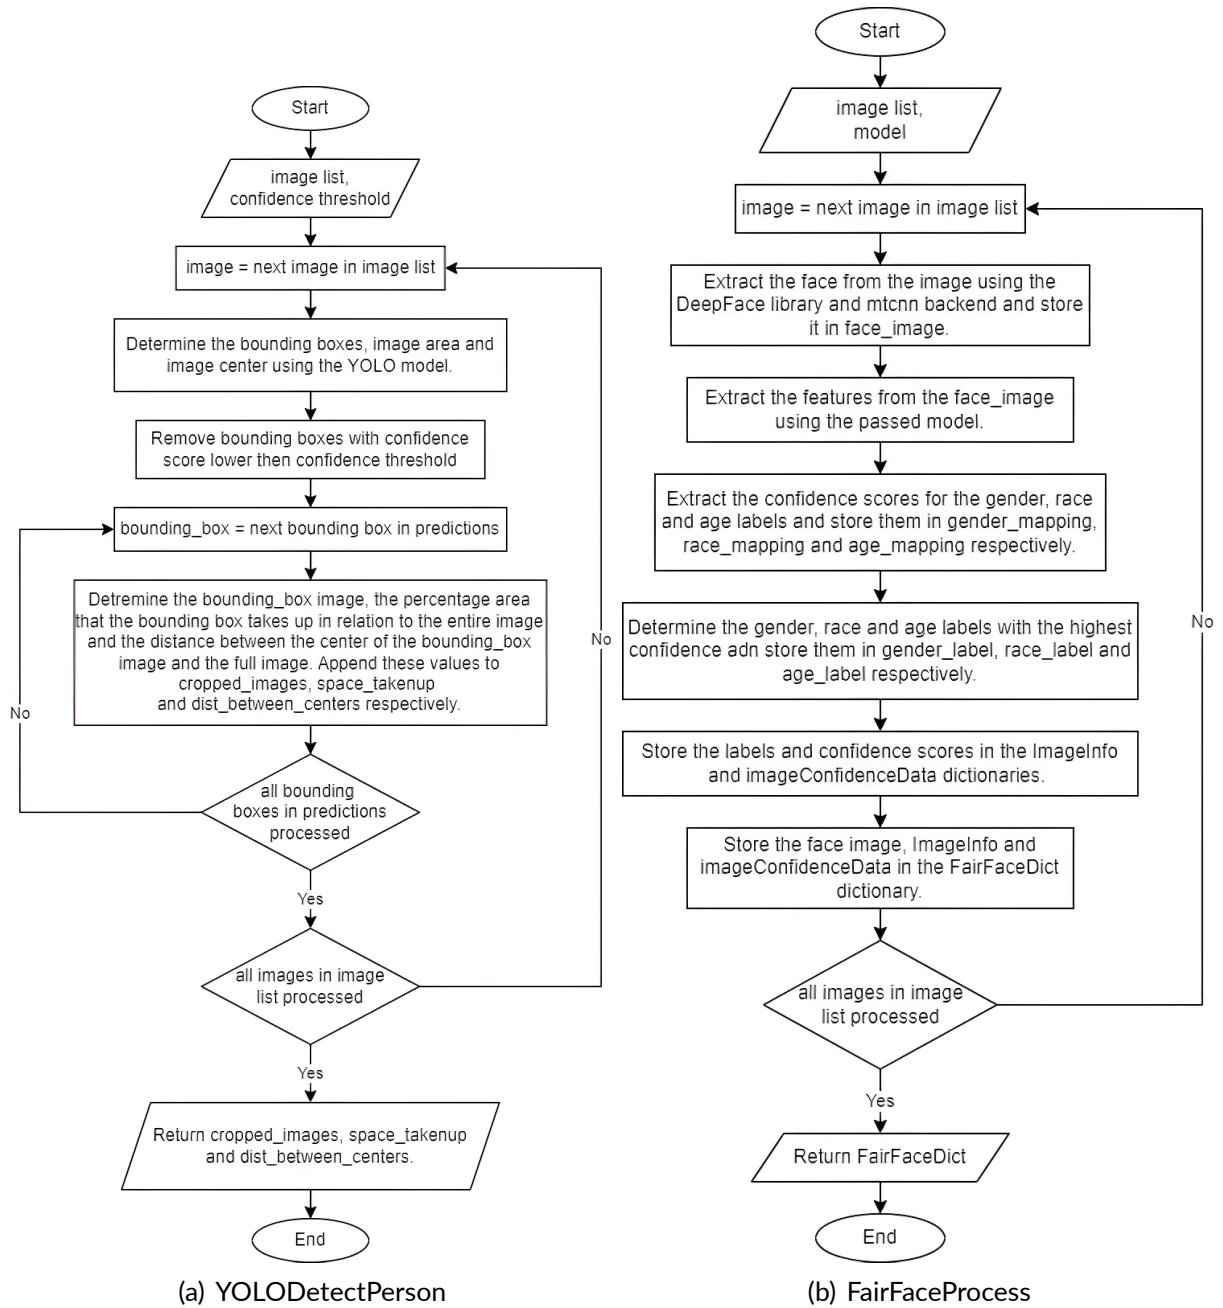 Start
image list,
confidence threshold
image = next image in image list
Determine the bounding boxes, image area and
image center using the YOLO model.
Remove bounding boxes with confidence
score lower then confidence threshold
bounding_box = next bounding box in predictions
Detremine the bounding_box image, the percentage area
that the bounding box takes up in relation to the entire image
and the distance between the center of the bounding_box
image and the full image. Append these values to
cropped_images, space_takenup
and dist_between_centers respectively.
No
all bounding
boxes in predictions
processed
Yes
all images in image
list processed
No
Yes
Return cropped_images, space_takenup
and dist_between_centers.
End
(a) YOLODetectPerson
Start
image list,
model
image = next image in image list
Extract the face from the image using the
DeepFace library and mtcnn backend and store
it in face_image.
Extract the features from the face_image
using the passed model.
Extract the confidence scores for the gender, race
and age labels and store them in gender_mapping,
race_mapping and age_mapping respectively.
Determine the gender, race and age labels with the highest
confidence adn store them in gender_label, race_label and
age_label respectively.
Store the labels and confidence scores in the ImageInfo
and imageConfidenceData dictionaries.
Store the face image, ImageInfo and
imageConfidenceData in the FairFaceDict
dictionary.
all images in image
list processed
No
Yes
Return FairFaceDict
End
(b) FairFaceProcess